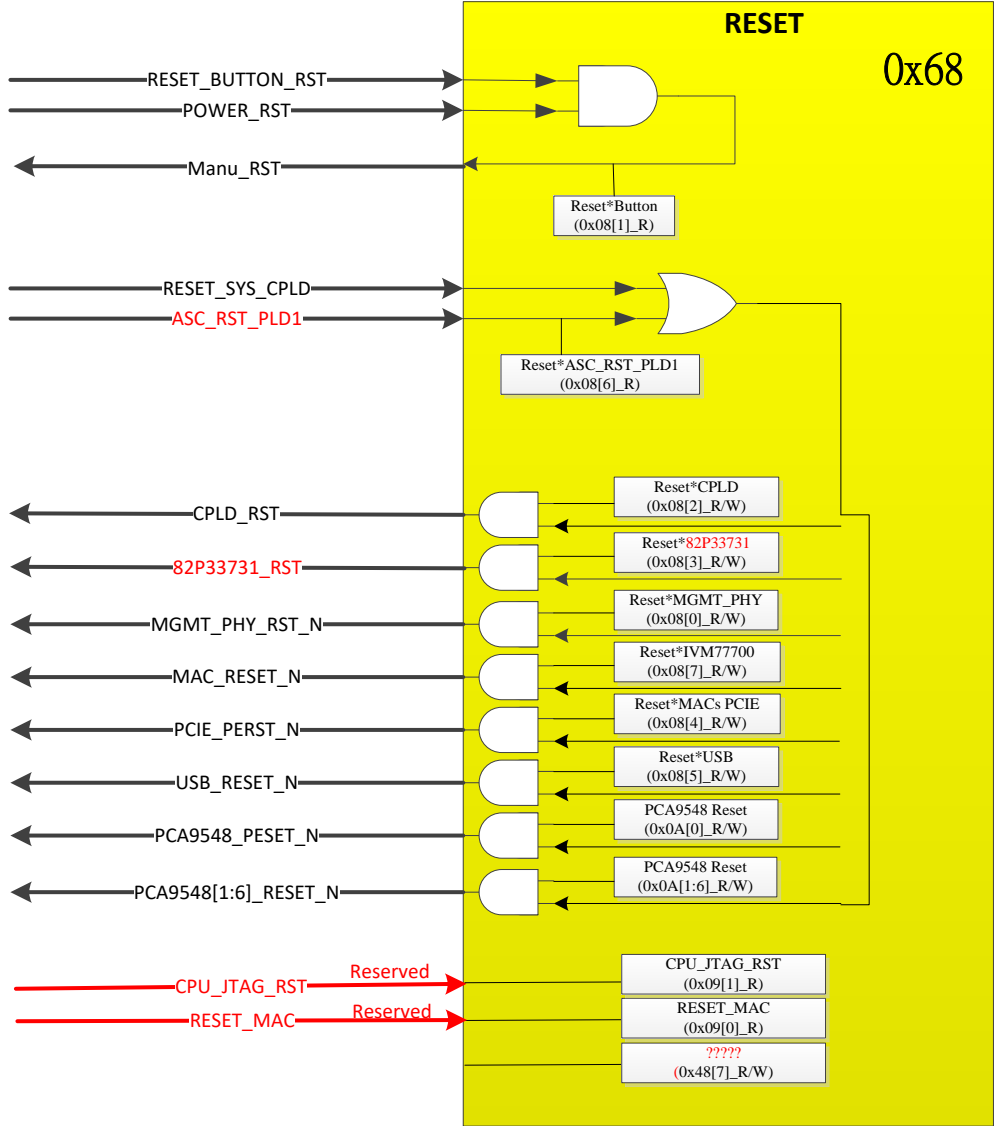 RESET
0x68
RESET_BUTTON_RST
POWER_RST
Manu_RST
Reset*Button
(0x08[1]_R)
RESET_SYS_CPLD
ASC_RST_PLD1
Reset*ASC_RST_PLD1
(0x08[6]_R)
CPLD_RST
Reset*CPLD
(0x08[2]_R/W)
82P33731_RST
Reset*82P33731
(0x08[3]_R/W)
MGMT_PHY_RST_N
Reset*MGMT_PHY
(0x08[0]_R/W)
MAC_RESET_N
Reset*IVM77700
(0x08[7]_R/W)
PCIE_PERST_N
Reset*MACs PCIE
(0x08[4]_R/W)
USB_RESET_N
Reset*USB
(0x08[5]_R/W)
PCA9548_PESET_N
PCA9548 Reset
(0x0A[0]_R/W)
PCA9548[1:6]_RESET_N
PCA9548 Reset
(0x0A[1:6]_R/W)
CPU_JTAG_RST
Reserved
CPU_JTAG_RST
(0x09[1]_R)
RESET_MAC
Reserved
RESET_MAC
(0x09[0]_R)
?????
(0x48[7]_R/W)